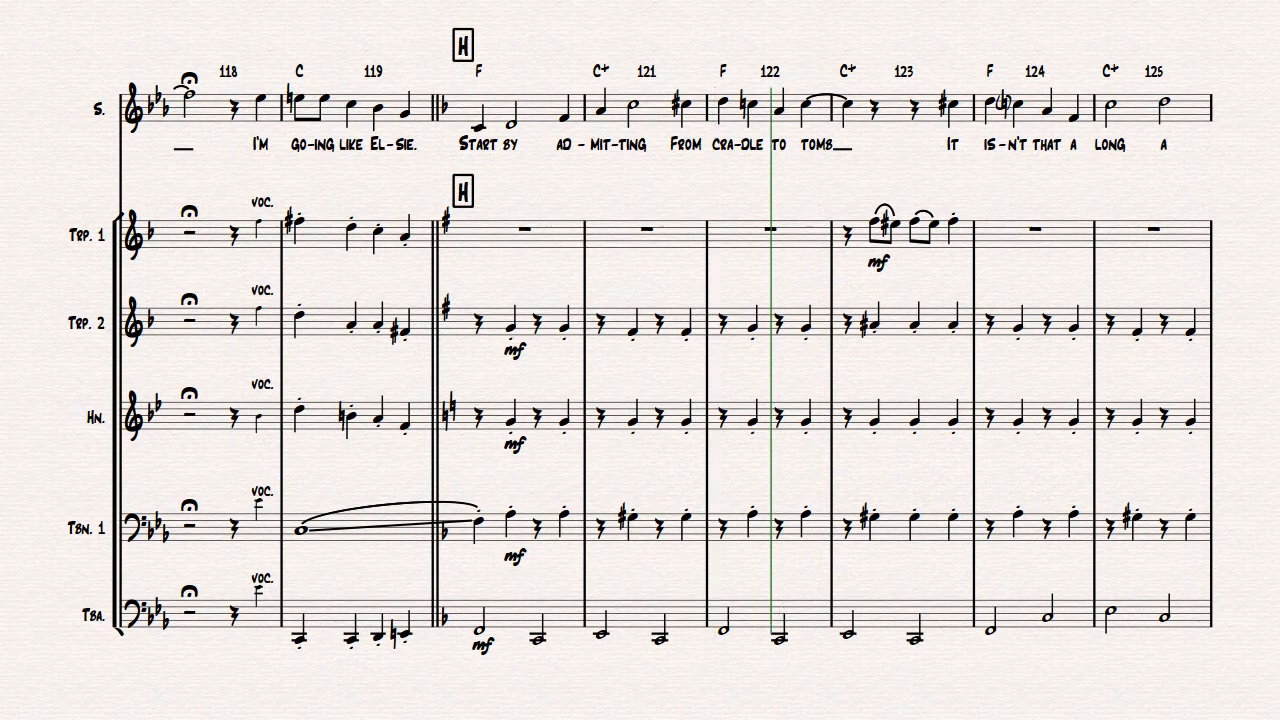 H
118 C 119 F C+ 121 F 122 C+ 123 F 124 C+ 125
S.
I'M GO-ING LIKE EL-SIE. START BY AD-MIT-TING FROM CRA-DLE TO TOMB__ IT IS-N'T THAT A LONG A
H
VOC.
TRP. 1
mf
VOC.
TRP. 2
mf
VOC.
HN.
mf
VOC.
TBN. 1
mf
VOC.
TBA.
mf